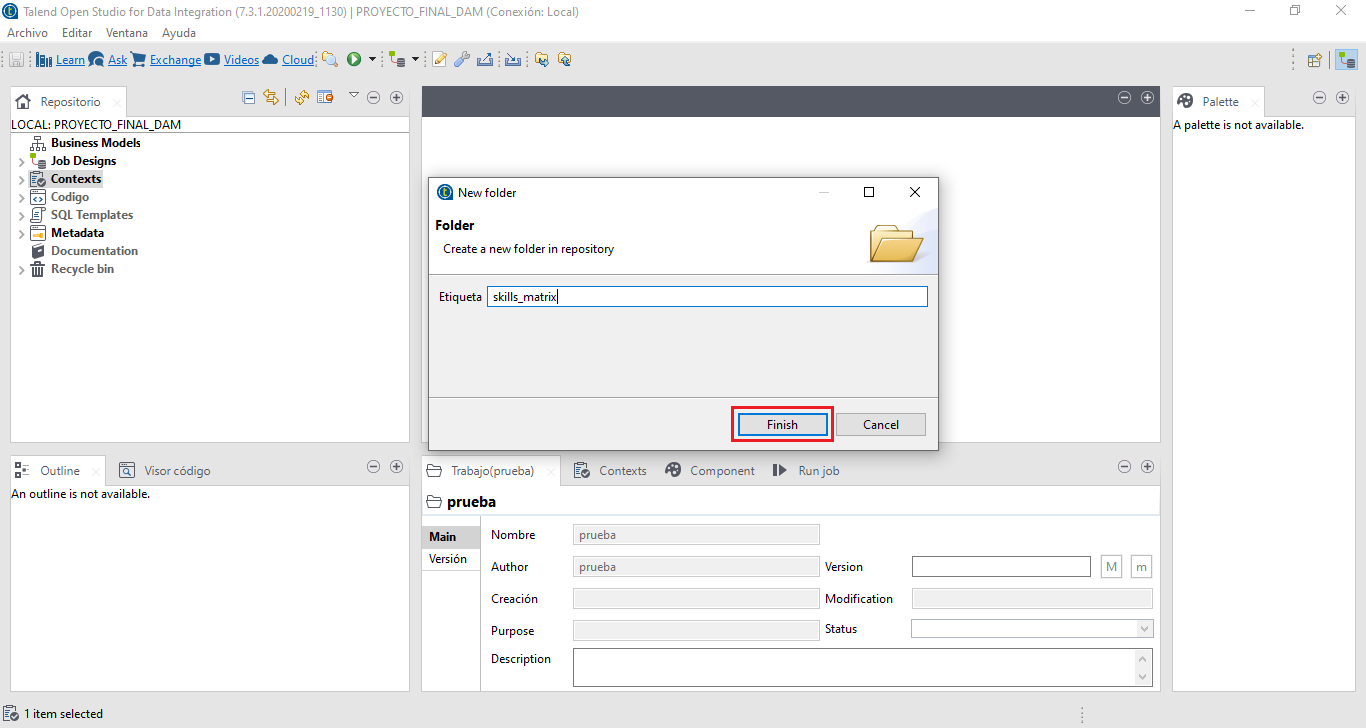 Talend Open Studio for Data Integration (7.3.1.20200219_1130) | PROYECTO_FINAL_DAM (Conexión: Local)
Archivo Editar Ventana Ayuda
Learn Ask Exchange Videos Cloud
Repositorio
LOCAL: PROYECTO_FINAL_DAM
Business Models
Job Designs
Contexts
Codigo
SQL Templates
Metadata
Documentation
Recycle bin
New folder
Folder
Create a new folder in repository
Etiqueta skills_matrix
Finish Cancel
Palette
A palette is not available.
Outline Visor código
An outline is not available.
Trabajo(prueba) Contexts Component Run job
prueba
Main
Versión
Nombre prueba
Author prueba Version M m
Creación Modification
Purpose Status
Description
1 item selected